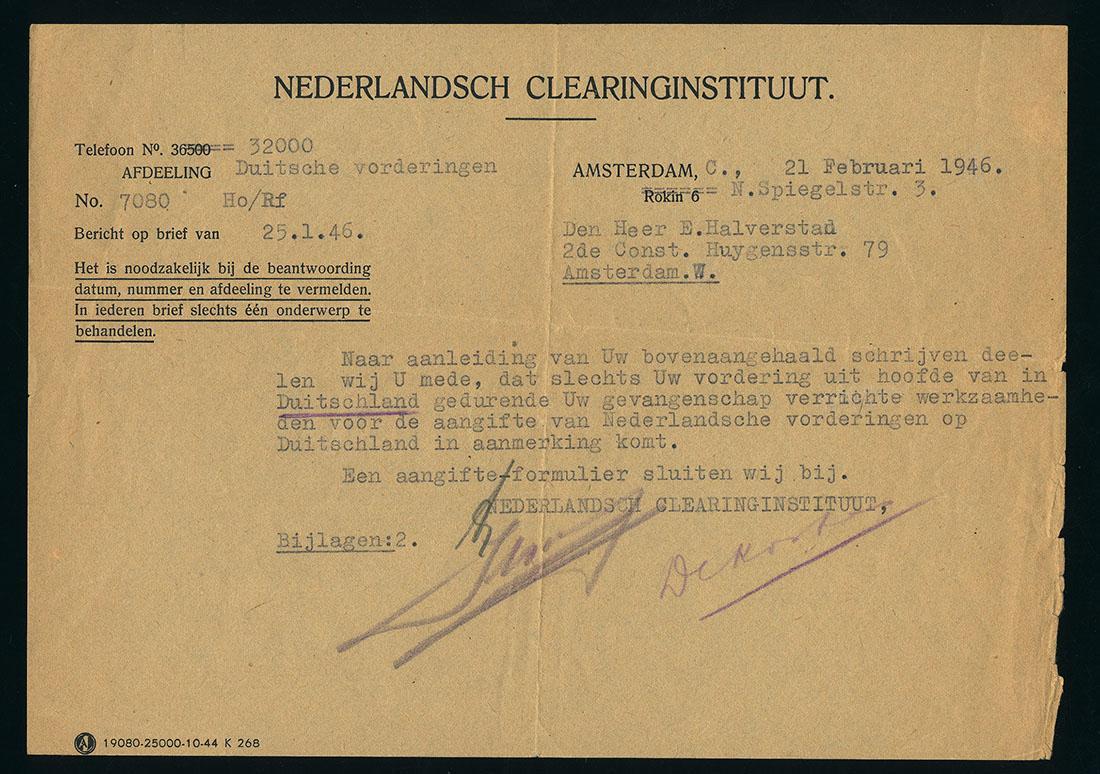 NEDERLANDSCH CLEARINGINSTITUUT.
Telefoon Nº. 36500== 32000
AFDEELING Duitsche vorderingen
No. 7080 Ho/Rf
Bericht op brief van 25.1.46.
Het is noodzakelijk bij de beantwoording
datum, nummer en afdeeling te vermelden.
In iederen brief slechts één onderwerp te
behandelen.
AMSTERDAM, C., 21 Februari 1946.
Rokin 6 N.Spiegelstr. 3.
Den Heer E.Halverstad
2de Const. Huygensstr. 79
Amsterdam.W.
Naar aanleiding van Uw bovenaangehaald schrijven dee-
len wij U mede, dat slechts Uw vordering uit hoofde van in
Duitschland gedurende Uw gevangenschap verrichte werkzaamhe-
den voor de aangifte van Nederlandsche vorderingen op
Duitschland in aanmerking komt.
Een aangifte-formulier sluiten wij bij.
NEDERLANDSCH CLEARINGINSTITUUT,
Bijlagen:2.
19080-25000-10-44 K 268